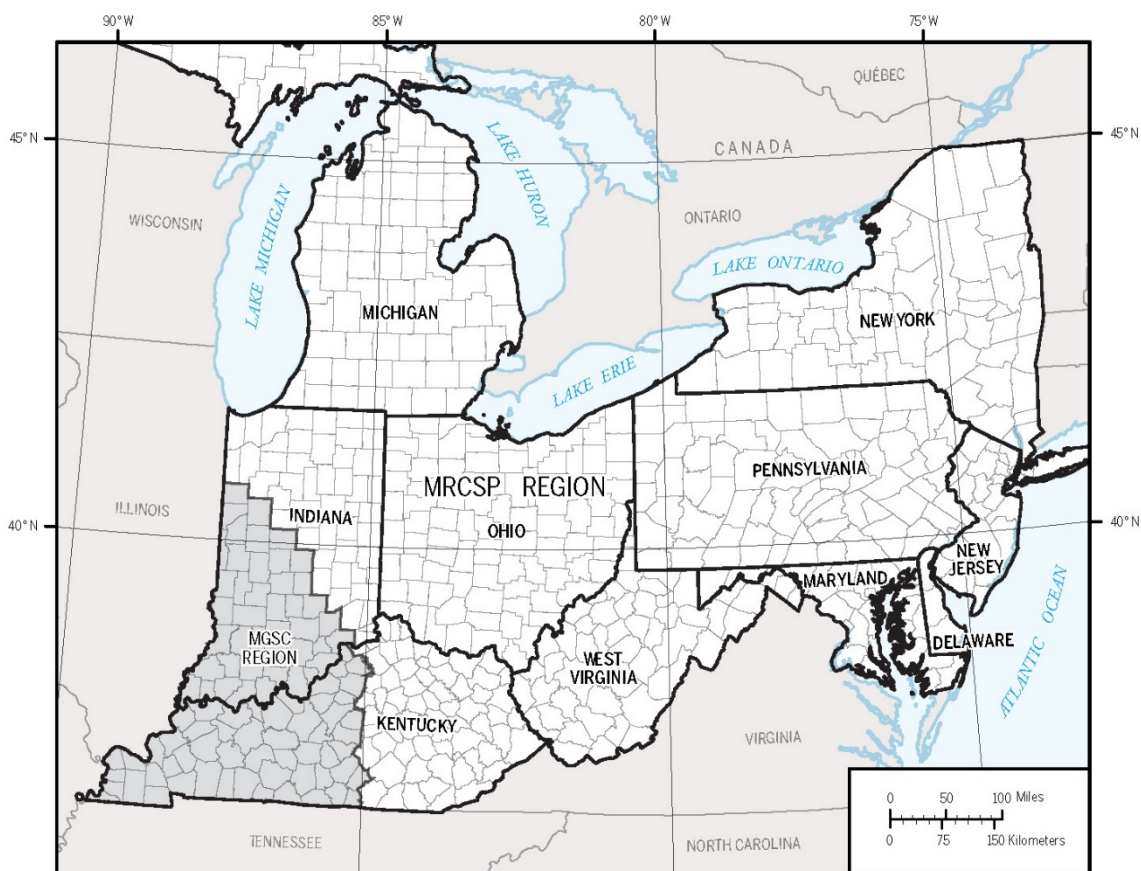 90°W 85°W 80°W 75°W
QUÉBEC
45°N
45°N
CANADA
LAKE HURON
WISCONSIN
LAKE MICHIGAN
ONTARIO
LAKE ONTARIO
MICHIGAN
NEW YORK
LAKE ERIE
PENNSYLVANIA
MRCSP REGION
ILLINOIS
INDIANA
OHIO
40°N
40°N
NEW
JERSEY
MARYLAND
MGSC
REGION
DELAWARE
ATLANTIC OCEAN
WEST
VIRGINIA
KENTUCKY
VIRGINIA
TENNESSEE
NORTH CAROLINA
0 50 100 Miles
0 75 150 Kilometers